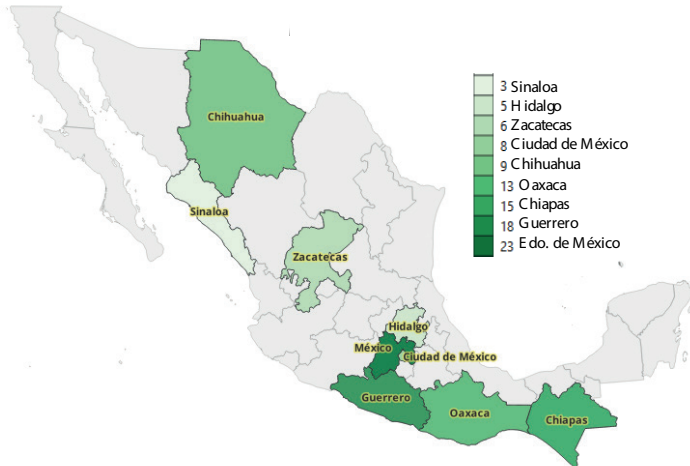 Chihuahua
Sinaloa
Zacatecas
Hidalgo
México
Ciudad de México
Guerrero
Oaxaca
Chiapas
3 Sinaloa
5 Hidalgo
6 Zacatecas
8 Ciudad de México
9 Chihuahua
13 Oaxaca
15 Chiapas
18 Guerrero
23 Edo. de México